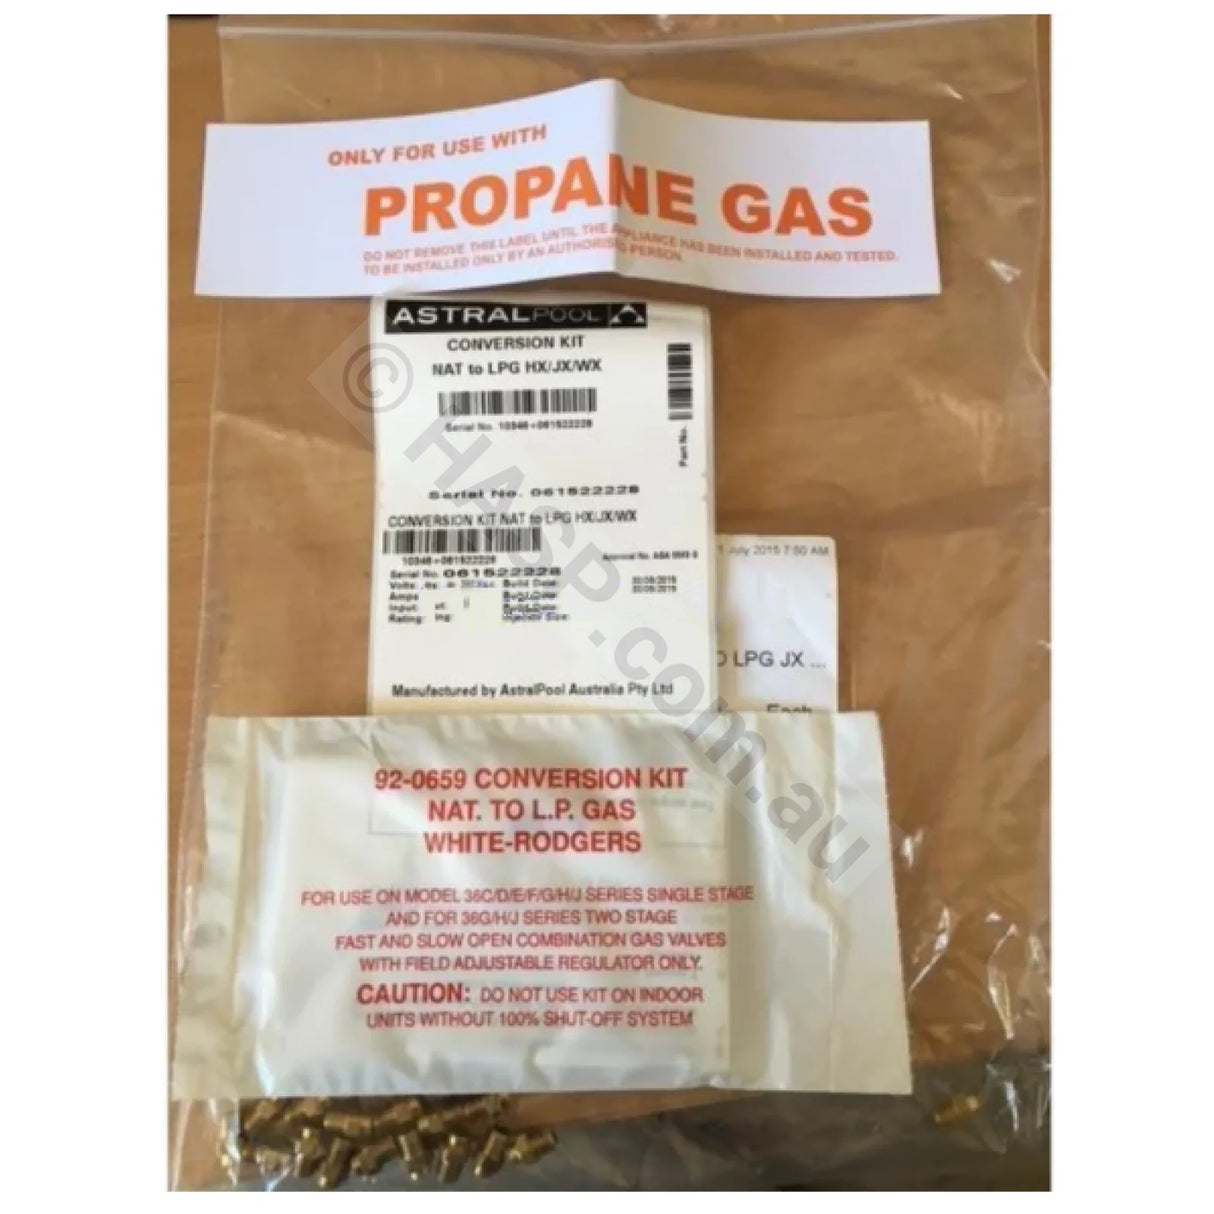 ONLY FOR USE WITH
PROPANE GAS
DO NOT REMOVE THIS LABEL UNTIL THE APPLIANCE HAS BEEN INSTALLED AND TESTED.
TO BE INSTALLED ONLY BY AN AUTHORISED PERSON.
ASTRALPOOL
CONVERSION KIT
NAT to LPG HX/JX/WX
Serial No. 10346+061522228
Part No.
Serial No. 061522228
CONVERSION KIT NAT to LPG HX/JX/WX
10346+061522228
Serial No. 061522228
Volts:
Build Date:
Amps
Input:
Rating:
Injector Size:
Manufactured by AstralPool Australia Pty Ltd
July 2015 7:50 AM
O LPG JX ...
Each
92-0659 CONVERSION KIT
NAT. TO L.P. GAS
WHITE-RODGERS
FOR USE ON MODEL 36C/D/E/F/G/H/J SERIES SINGLE STAGE
AND FOR 36G/H/J SERIES TWO STAGE
FAST AND SLOW OPEN COMBINATION GAS VALVES
WITH FIELD ADJUSTABLE REGULATOR ONLY.
CAUTION: DO NOT USE KIT ON INDOOR
UNITS WITHOUT 100% SHUT-OFF SYSTEM
© HASP.com.au